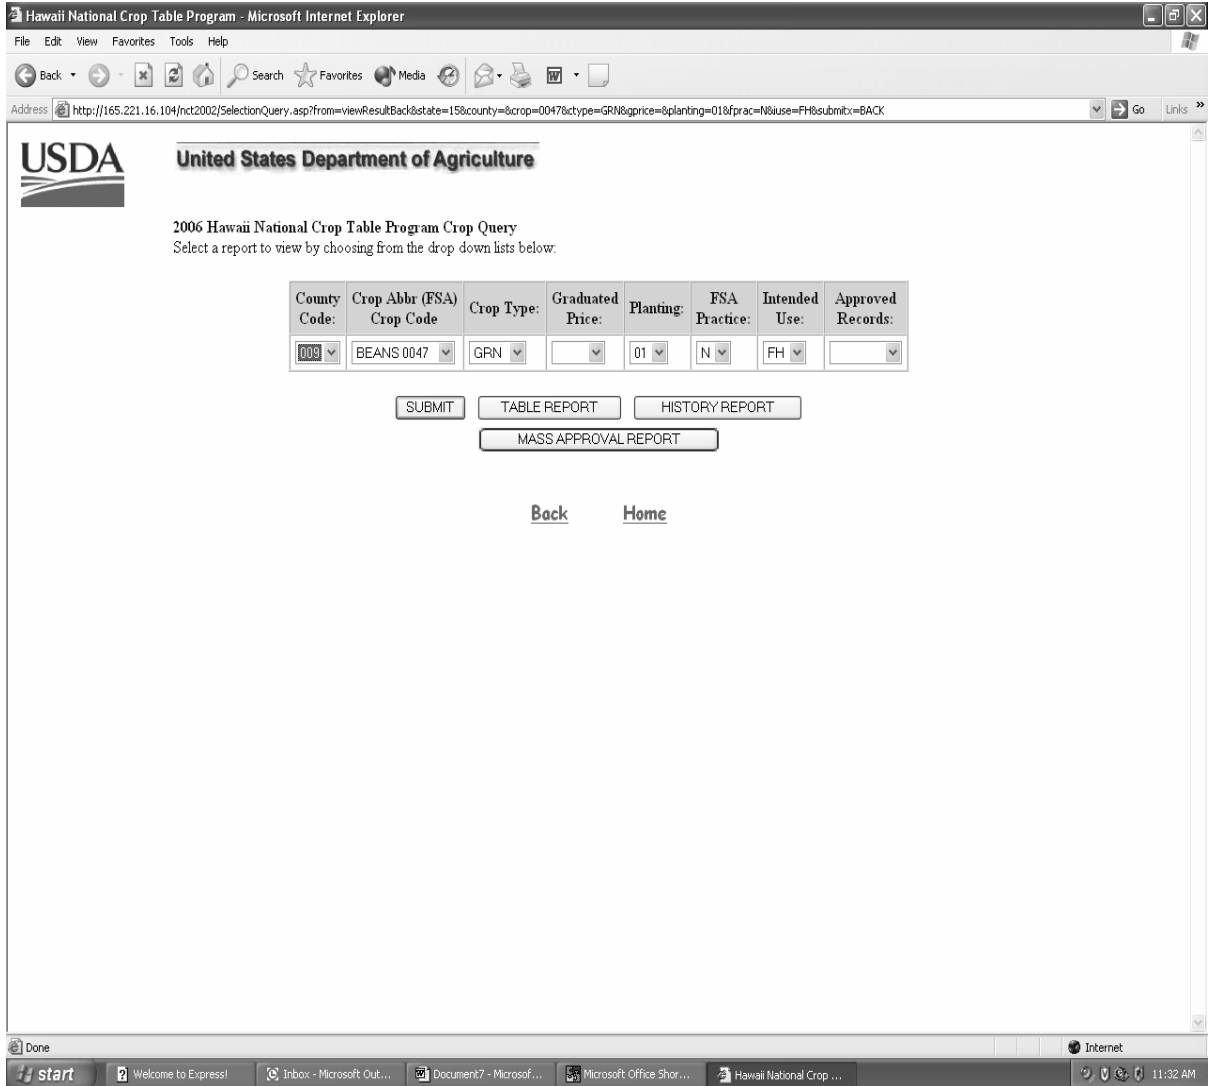 Hawaii National Crop Table Program - Microsoft Internet Explorer
File Edit View Favorites Tools Help
Back Search Favorites Media
Address http://165.221.16.104/nct2002/SelectionQuery.asp?from=viewResultBack&state=15&county=&crop=0047&ctype=GRN&gprice=&planting=01&fprac=N&iuse=FH&submitx=BACK Go Links »
USDA United States Department of Agriculture
2006 Hawaii National Crop Table Program Crop Query
Select a report to view by choosing from the drop down lists below:
County Code: Crop Abbr (FSA) Crop Code Crop Type: Graduated Price: Planting: FSA Practice: Intended Use: Approved Records:
009 BEANS 0047 GRN 01 N FH
SUBMIT TABLE REPORT HISTORY REPORT
MASS APPROVAL REPORT
Back Home
Done Internet
start Welcome to Express! Inbox - Microsoft Out... Document7 - Microsof... Microsoft Office Shor... Hawaii National Crop ... 11:32 AM